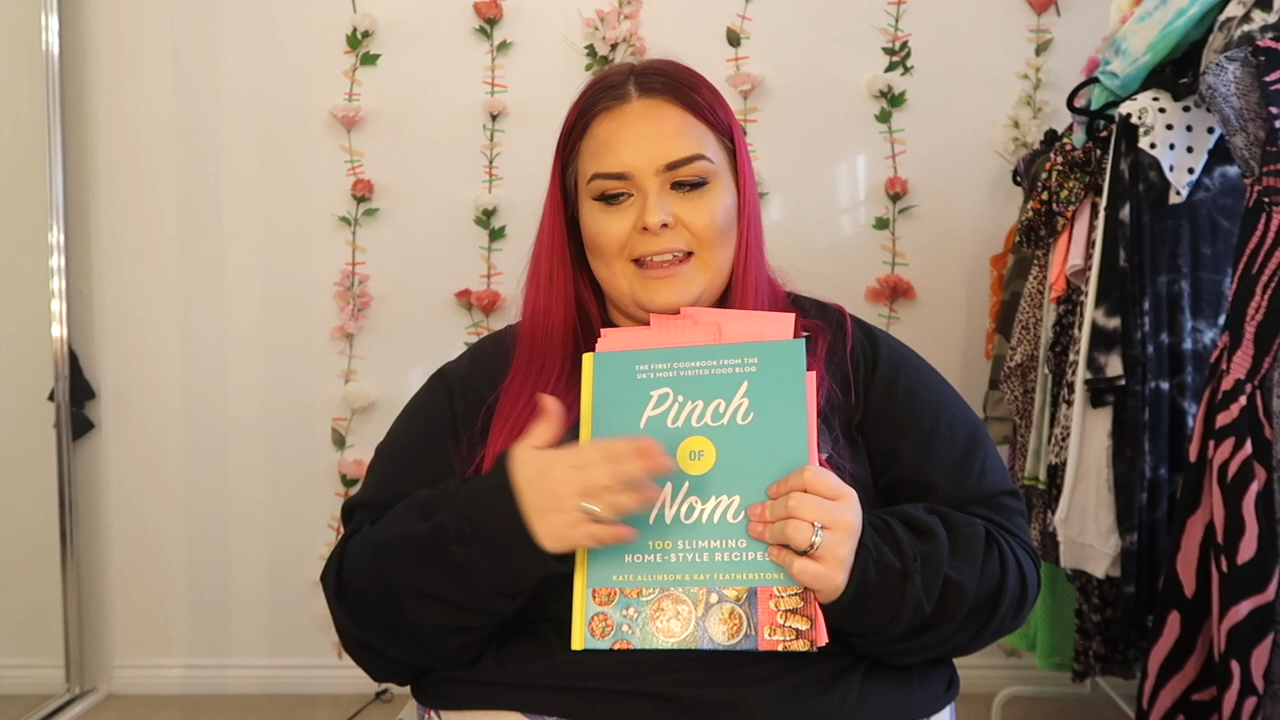 THE FIRST COOKBOOK FROM THE
UK'S MOST VISITED FOOD BLOG
Pinch
OF
Nom
100 SLIMMING
HOME-STYLE RECIPES
KATE ALLINSON & KAY FEATHERSTONE